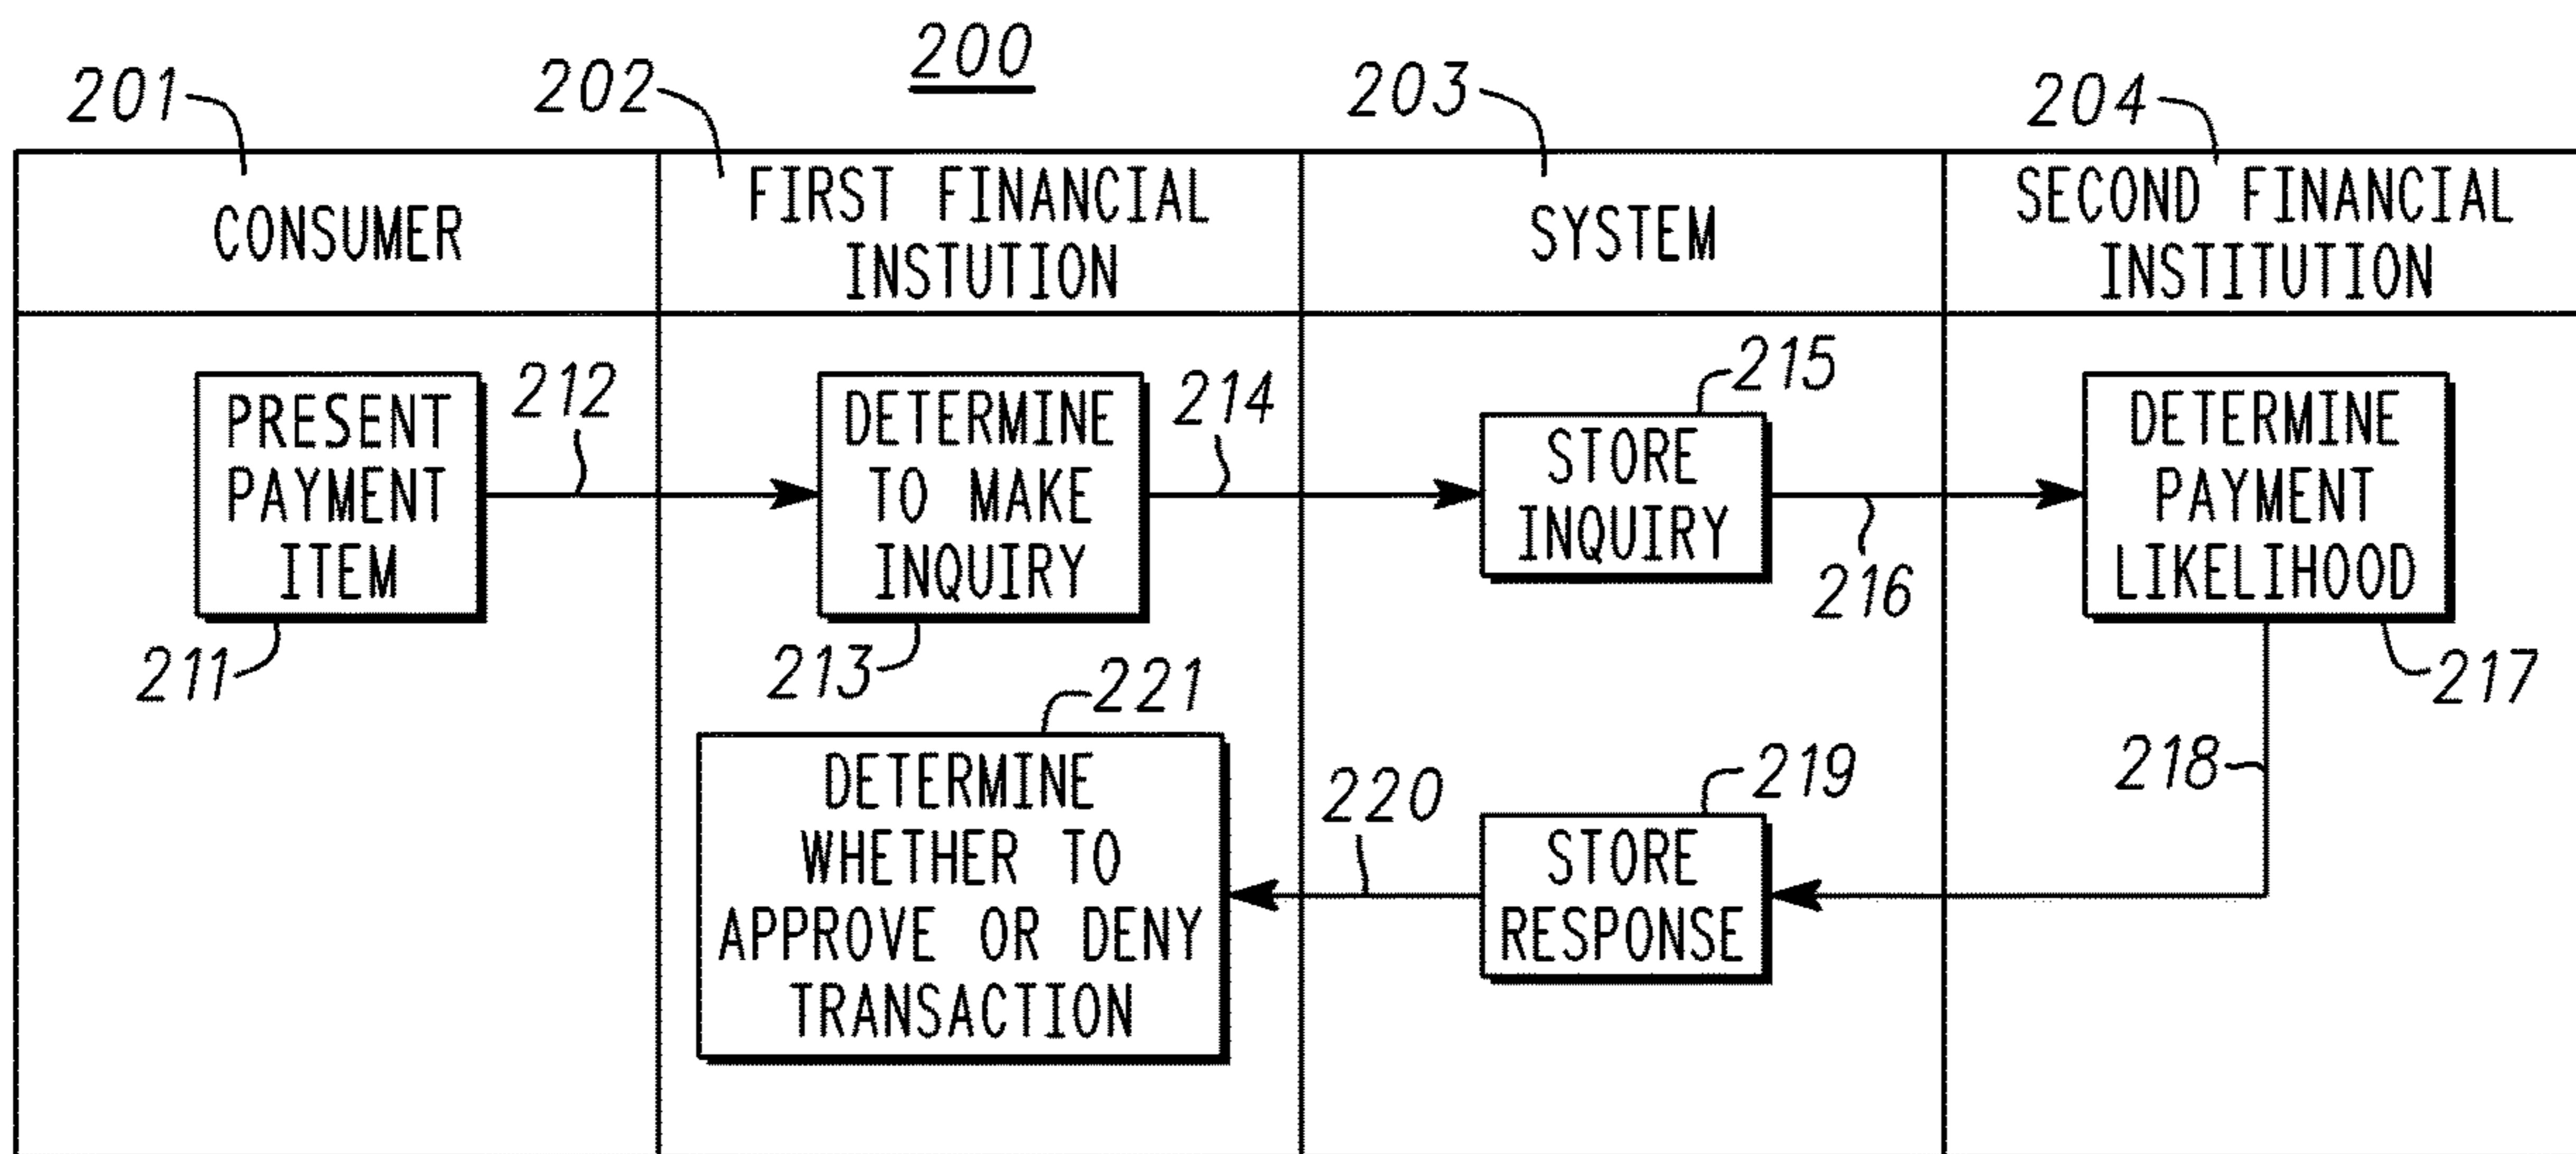 200
201
202
203
204
CONSUMER
FIRST FINANCIAL
INSTUTION
SYSTEM
SECOND FINANCIAL
INSTITUTION
PRESENT
PAYMENT
ITEM
211
212
DETERMINE
TO MAKE
INQUIRY
213
214
215
STORE
INQUIRY
216
DETERMINE
PAYMENT
LIKELIHOOD
217
218
219
STORE
RESPONSE
220
221
DETERMINE
WHETHER TO
APPROVE OR DENY
TRANSACTION